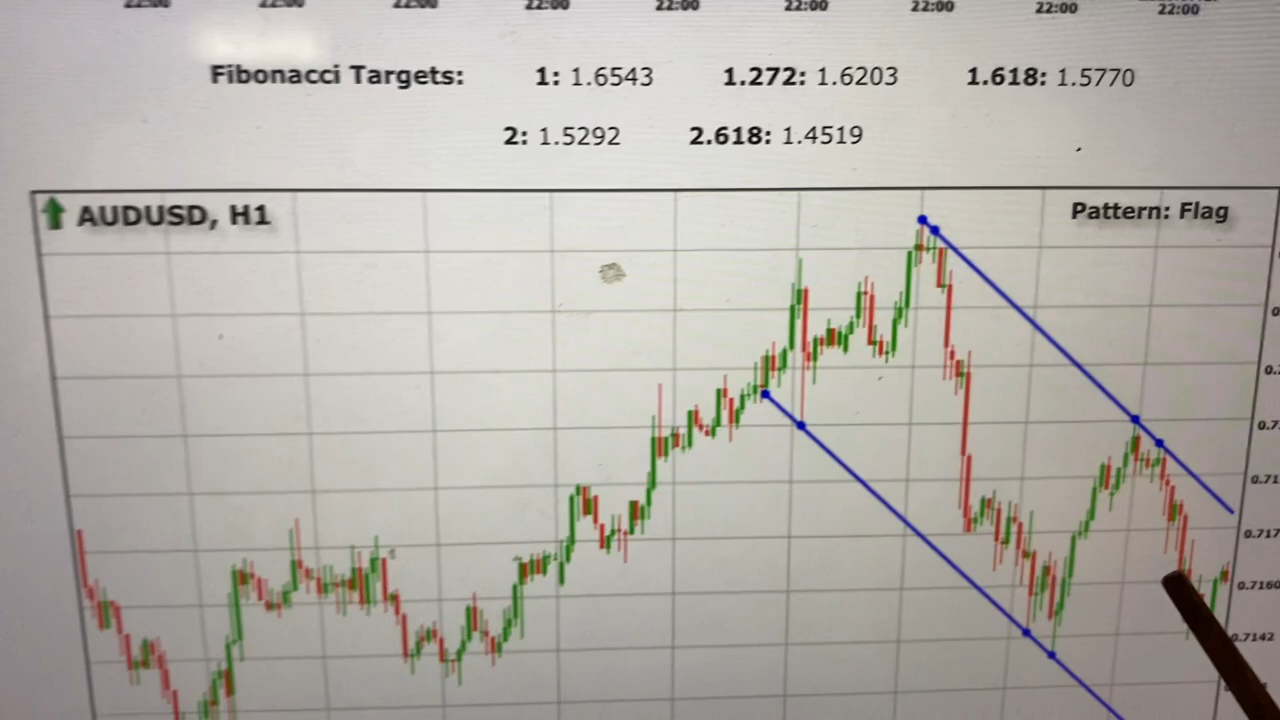 22:00 22:00 22:00 22:00 22:00 22:00 22:00 22:00 22:00
Fibonacci Targets: 1: 1.6543 1.272: 1.6203 1.618: 1.5770
2: 1.5292 2.618: 1.4519
AUDUSD, H1 Pattern: Flag
0.7160
0.7142